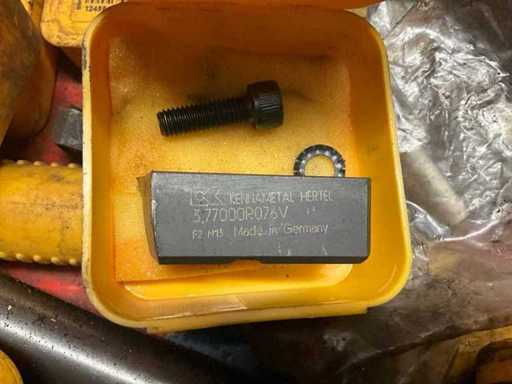 KENNAMETAL HERTEL
3.77000R076V
F2 M13 Made in Germany